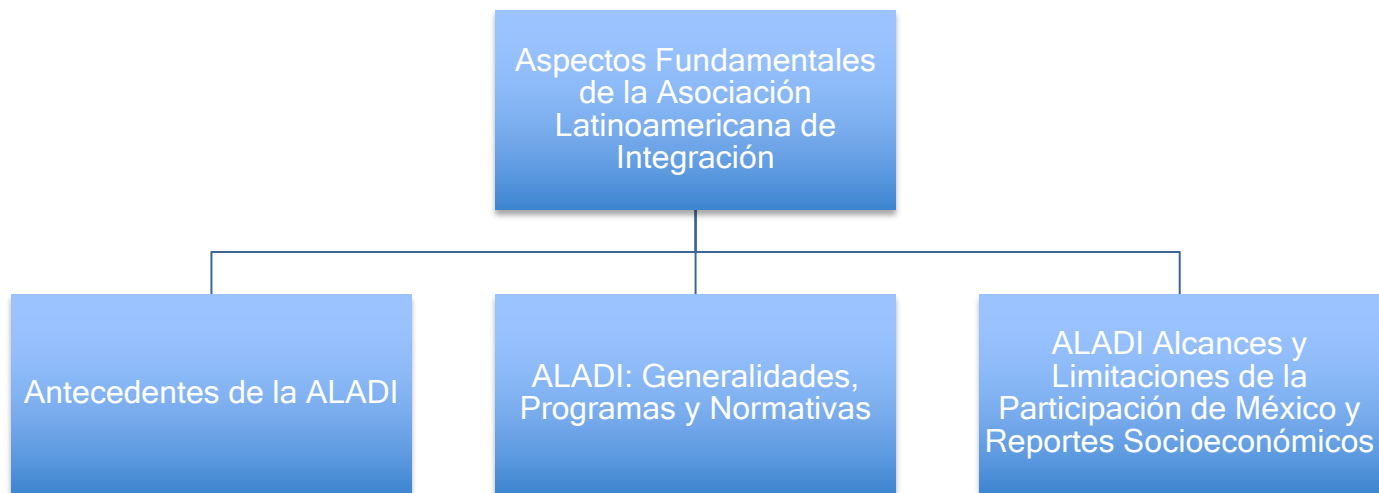 Aspectos Fundamentales
de la Asociación
Latinoamericana de
Integración
Antecedentes de la ALADI
ALADI: Generalidades,
Programas y Normativas
ALADI Alcances y
Limitaciones de la
Participación de México y
Reportes Socioeconómicos